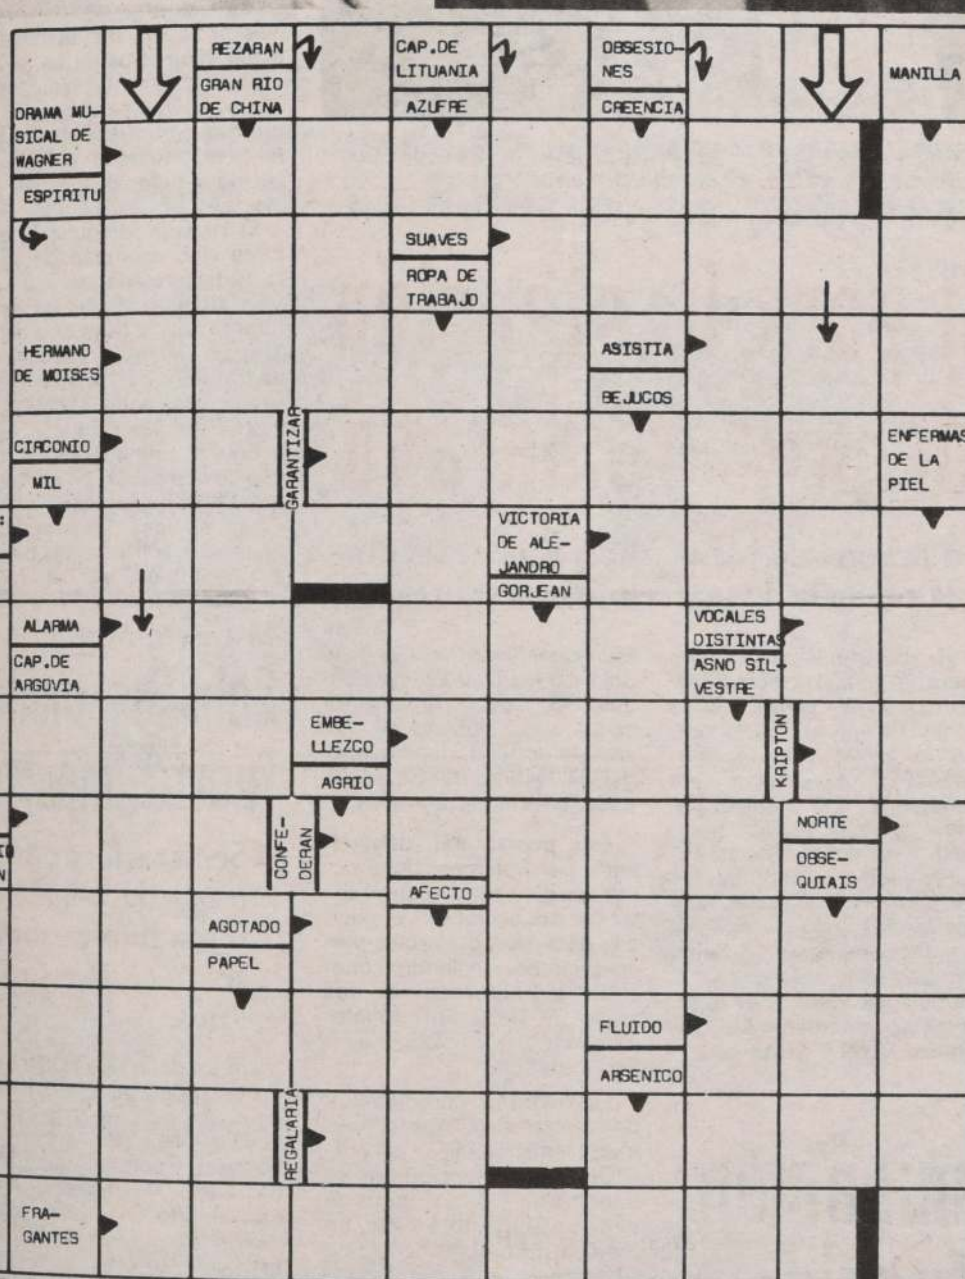 REZARAN
GRAN RIO
DE CHINA
CAP.DE
LITUANIA
AZUFRE
OBSESIO-
NES
CREENCIA
MANILLA
DRAMA MU-
SICAL DE
WAGNER
ESPIRITU
SUAVES
ROPA DE
TRABAJO
HERMANO
DE MOISES
ASISTIA
BEJUCOS
CIRCONIO
MIL
GARANTIZAR
ENFERMAS
DE LA
PIEL
VICTORIA
DE ALE-
JANDRO
GORJEAN
ALARMA
CAP.DE
ARGOVIA
VOCALES
DISTINTAS
ASNO SIL-
VESTRE
EMBE-
LLEZCO
AGRIO
KRIPTON
CONFE-
DERAN
NORTE
OBSE-
QUIAIS
AFECTO
AGOTADO
PAPEL
FLUIDO
ARSENICO
REGALARIA
FRA-
GANTES